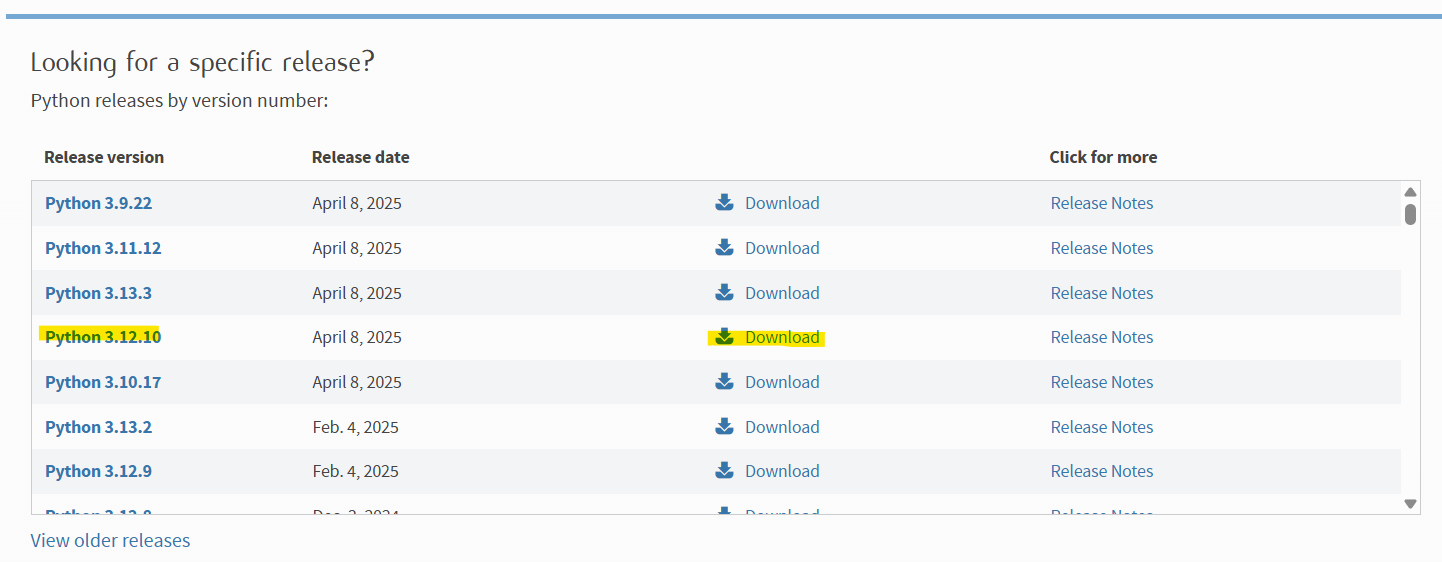 Looking for a specific release?
Python releases by version number:
Release version Release date Click for more
Python 3.9.22 April 8, 2025 Download Release Notes
Python 3.11.12 April 8, 2025 Download Release Notes
Python 3.13.3 April 8, 2025 Download Release Notes
Python 3.12.10 April 8, 2025 Download Release Notes
Python 3.10.17 April 8, 2025 Download Release Notes
Python 3.13.2 Feb. 4, 2025 Download Release Notes
Python 3.12.9 Feb. 4, 2025 Download Release Notes
Download Release Notes
View older releases